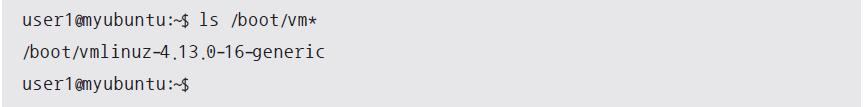 user1@myubuntu:~$ ls /boot/vm*
/boot/vmlinuz-4.13.0-16-generic
user1@myubuntu:~$